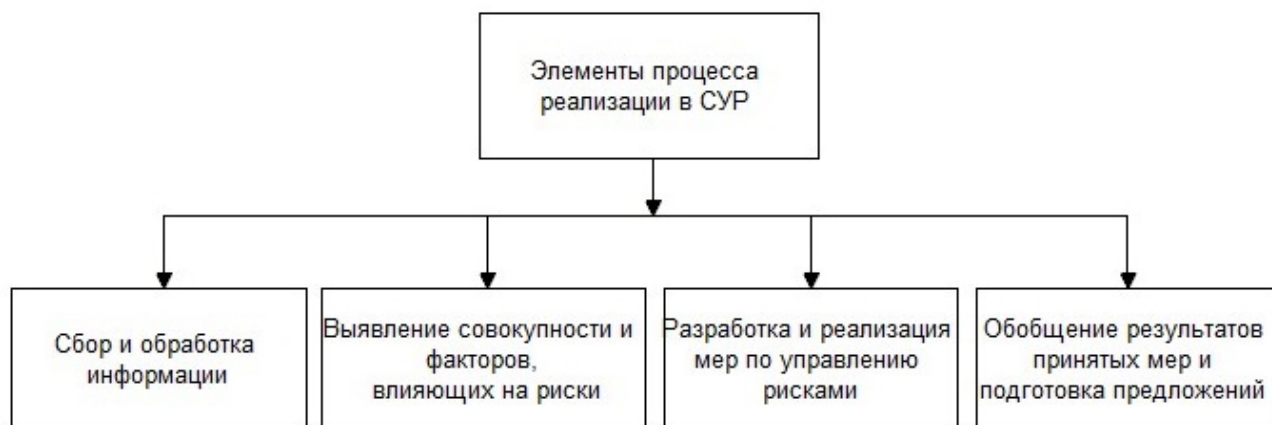 Элементы процесса
реализации в СУР
Сбор и обработка
информации
Выявление совокупности и
факторов,
влияющих на риски
Разработка и реализация
мер по управлению
рисками
Обобщение результатов
принятых мер и
подготовка предложений